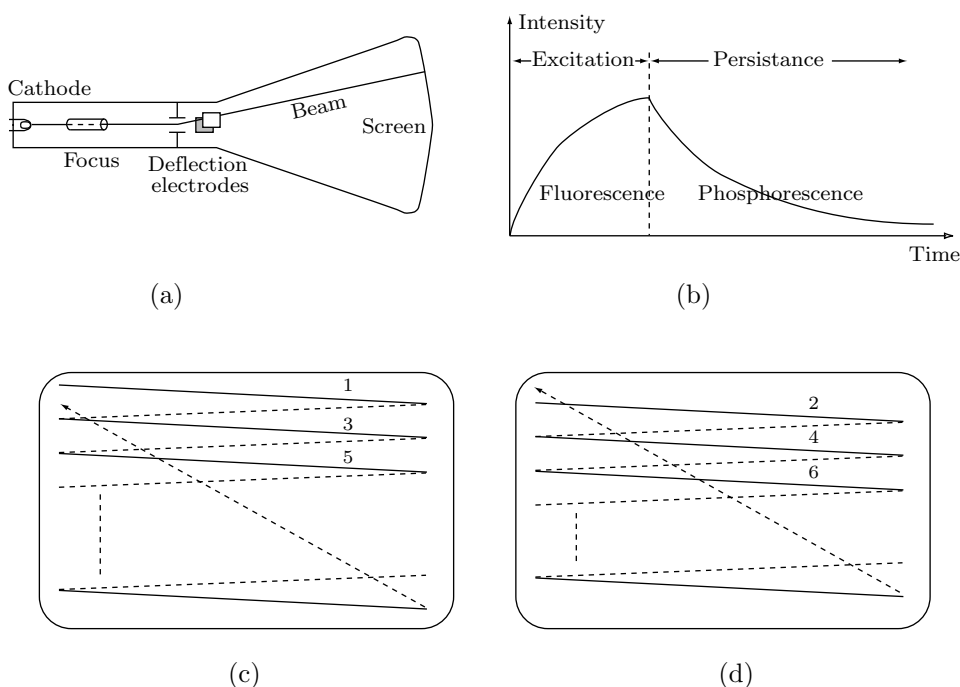 Cathode
Focus
Deflection
electrodes
Beam
Screen
(a)
Intensity
Excitation
Persistance
Fluorescence
Phosphorescence
Time
(b)
1
3
5
(c)
2
4
6
(d)